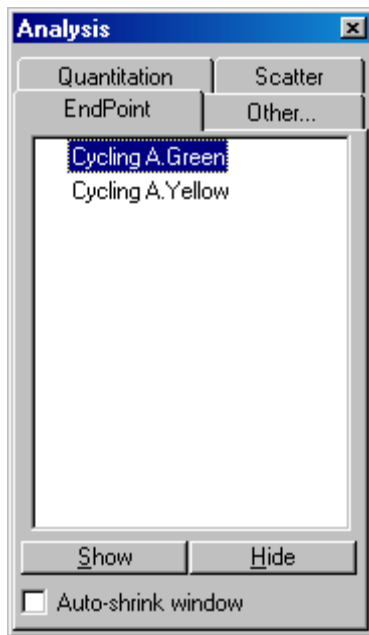 Analysis
Quantitation Scatter
EndPoint Other...
Cycling A.Green
Cycling A.Yellow
Show Hide
Auto-shrink window